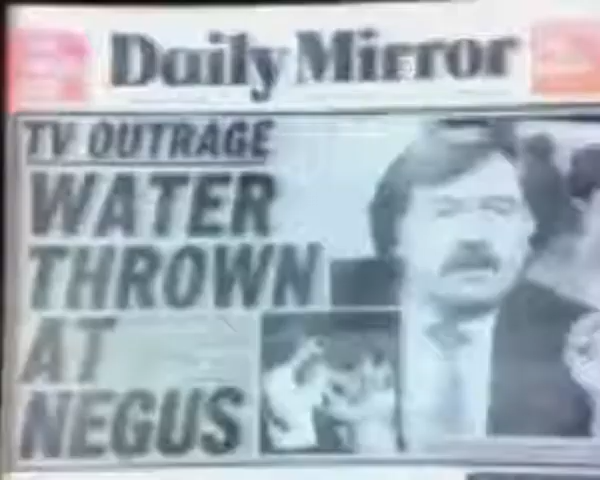 Daily Mirror
TV OUTRAGE
WATER
THROWN
AT
NEGUS